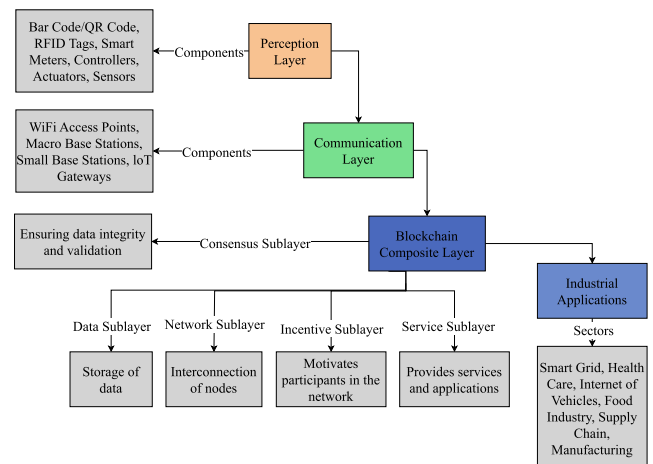 Bar Code/QR Code,
RFID Tags, Smart
Meters, Controllers,
Actuators, Sensors
Components
Perception
Layer
WiFi Access Points,
Macro Base Stations,
Small Base Stations, IoT
Gateways
Components
Communication
Layer
Ensuring data integrity
and validation
Consensus Sublayer
Blockchain
Composite Layer
Industrial
Applications
Data Sublayer
Network Sublayer
Incentive Sublayer
Service Sublayer
Sectors
Storage of
data
Interconnection
of nodes
Motivates
participants in the
network
Provides services
and applications
Smart Grid, Health
Care, Internet of
Vehicles, Food
Industry, Supply
Chain,
Manufacturing